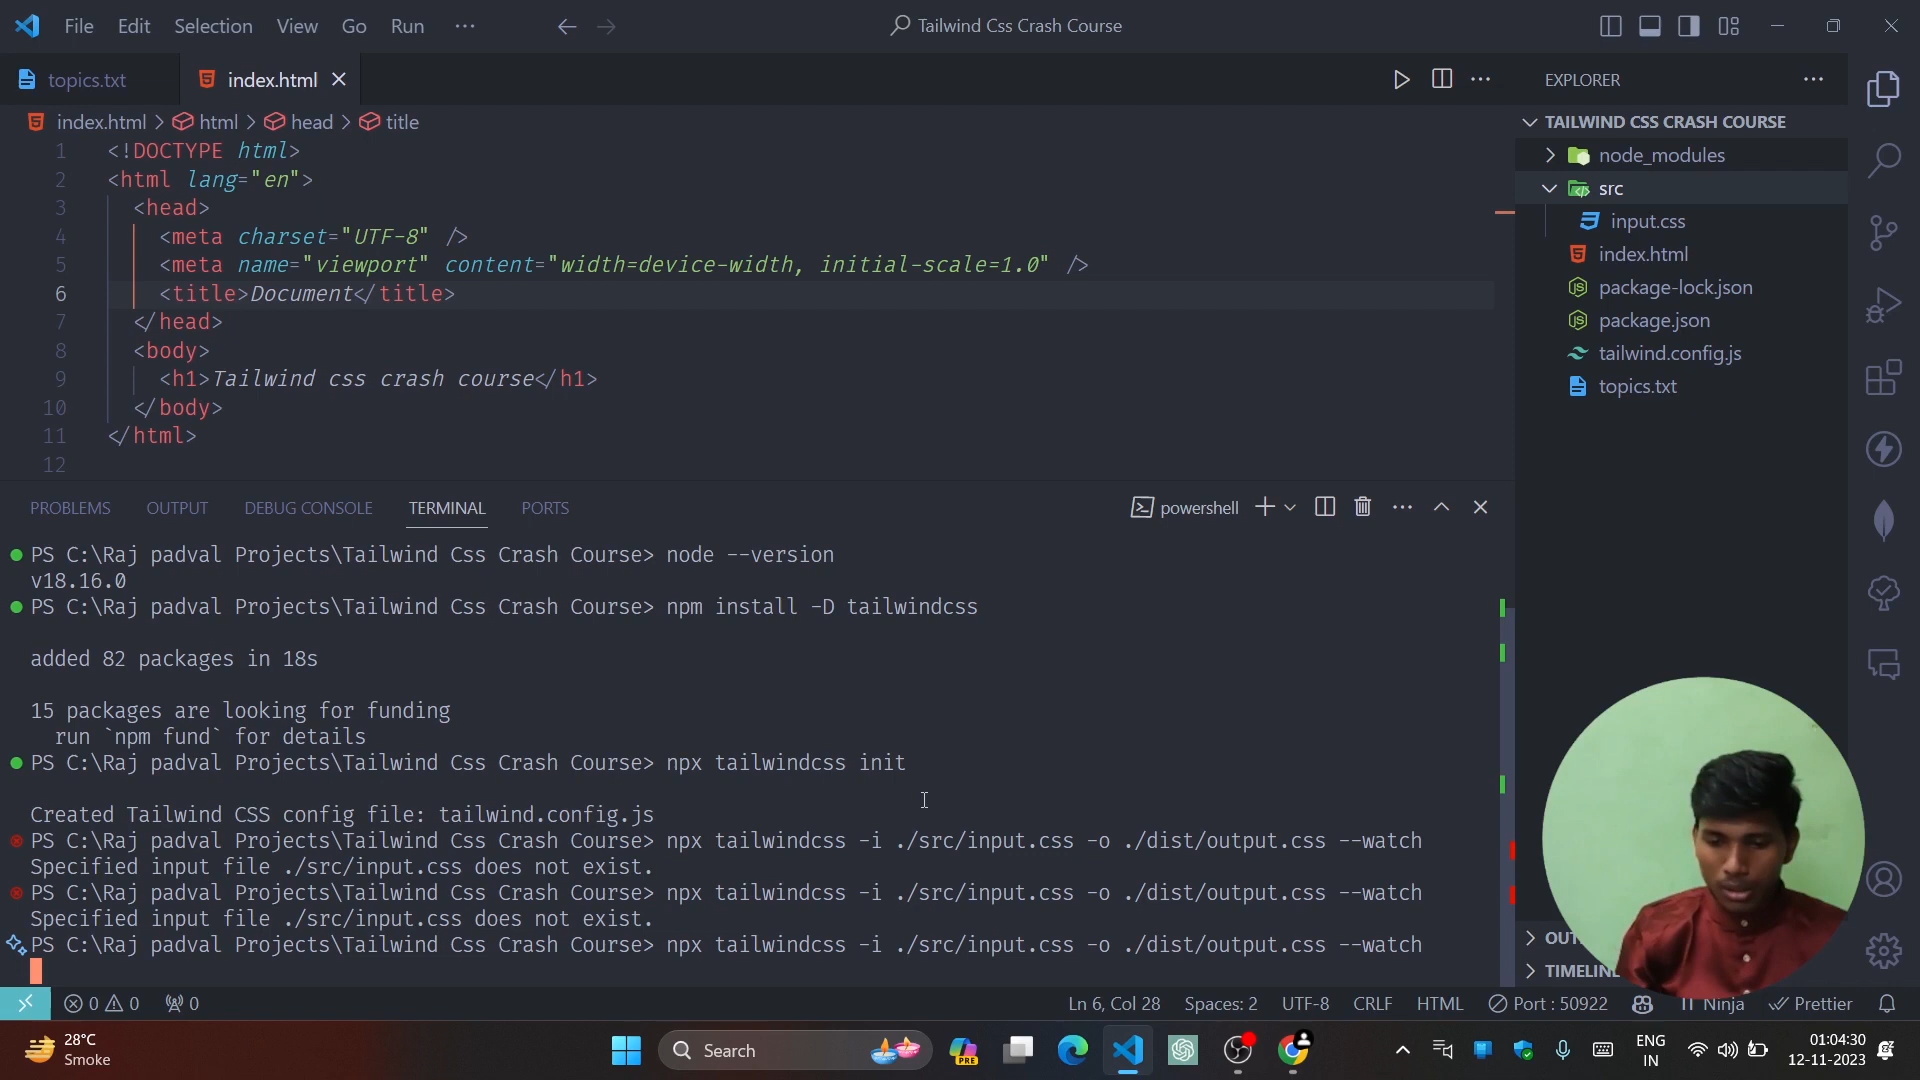 File Edit Selection View Go Run ···
Tailwind Css Crash Course
topics.txt
index.html
EXPLORER
index.html > html > head > title
1 <!DOCTYPE html>
2 <html lang="en">
3 <head>
4 <meta charset="UTF-8" />
5 <meta name="viewport" content="width=device-width, initial-scale=1.0" />
6 <title>Document</title>
7 </head>
8 <body>
9 <h1>Tailwind css crash course</h1>
10 </body>
11 </html>
12
TAILWIND CSS CRASH COURSE
node_modules
src
input.css
index.html
package-lock.json
package.json
tailwind.config.js
topics.txt
PROBLEMS OUTPUT DEBUG CONSOLE TERMINAL PORTS
powershell
PS C:\Raj padval Projects\Tailwind Css Crash Course> node --version
v18.16.0
PS C:\Raj padval Projects\Tailwind Css Crash Course> npm install -D tailwindcss
added 82 packages in 18s
15 packages are looking for funding
run `npm fund` for details
PS C:\Raj padval Projects\Tailwind Css Crash Course> npx tailwindcss init
Created Tailwind CSS config file: tailwind.config.js
PS C:\Raj padval Projects\Tailwind Css Crash Course> npx tailwindcss -i ./src/input.css -o ./dist/output.css --watch
Specified input file ./src/input.css does not exist.
PS C:\Raj padval Projects\Tailwind Css Crash Course> npx tailwindcss -i ./src/input.css -o ./dist/output.css --watch
Specified input file ./src/input.css does not exist.
PS C:\Raj padval Projects\Tailwind Css Crash Course> npx tailwindcss -i ./src/input.css -o ./dist/output.css --watch
TIMELINE
0 0 0
Ln 6, Col 28 Spaces: 2 UTF-8 CRLF HTML Port : 50922 Ninja Prettier
28°C
Smoke
Search
PRE
ENG
IN
01:04:30
12-11-2023